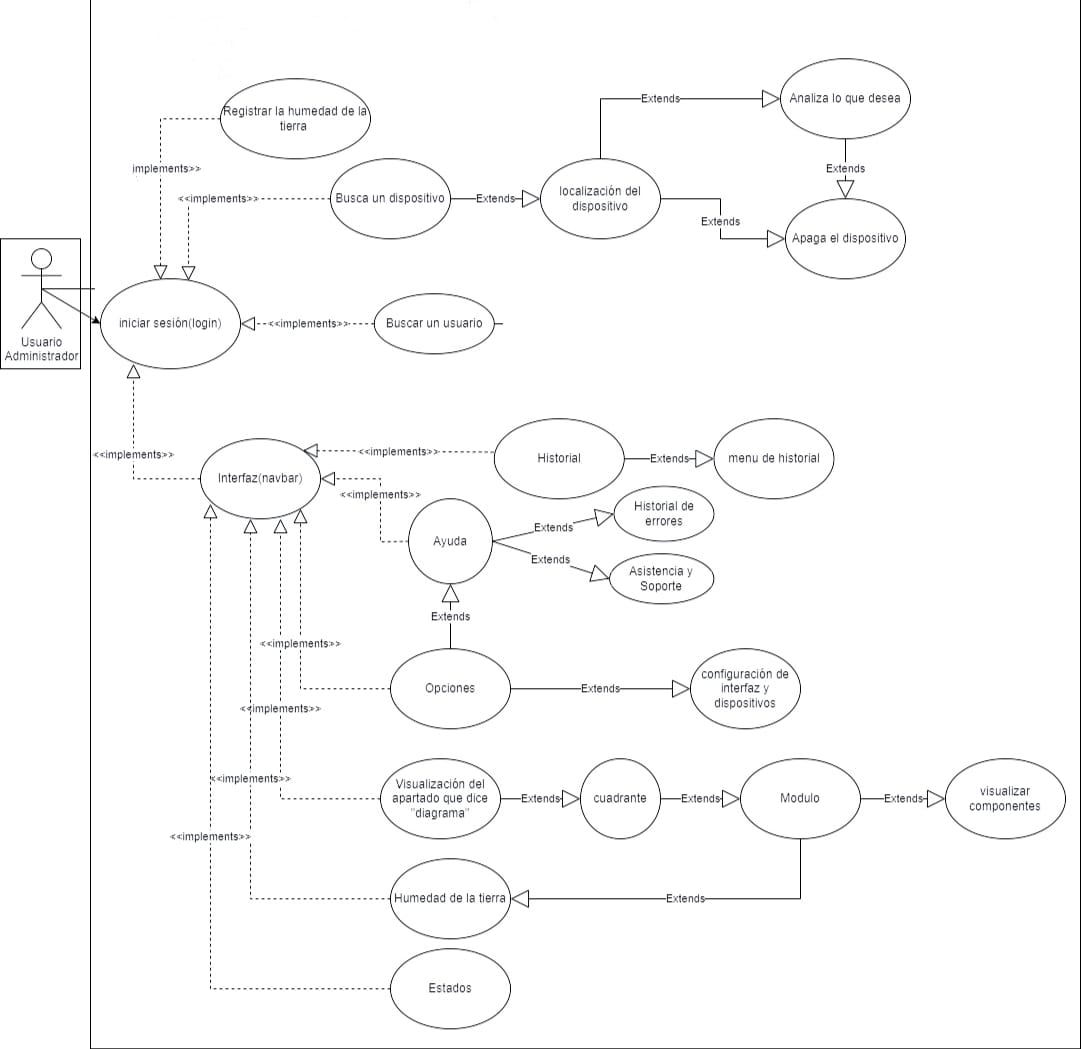 Registrar la humedad de la
tierra
implements>>
<<implements>>
Busca un dispositivo
Extends
localización del
dispositivo
Extends
Analiza lo que desea
Extends
Extends
Apaga el dispositivo
Usuario
Administrador
iniciar sesión(login)
<<implements>>
Buscar un usuario
<<implements>>
Interfaz(navbar)
<<implements>>
Historial
Extends
menu de historial
<<implements>>
Ayuda
Extends
Historial de
errores
Extends
Asistencia y
Soporte
Extends
<<implements>>
Opciones
Extends
configuración de
interfaz y
dispositivos
<<implements>>
<<implements>>
Visualización del
apartado que dice
"diagrama"
Extends
cuadrante
Extends
Modulo
Extends
visualizar
componentes
<<implements>>
Humedad de la tierra
Extends
Estados